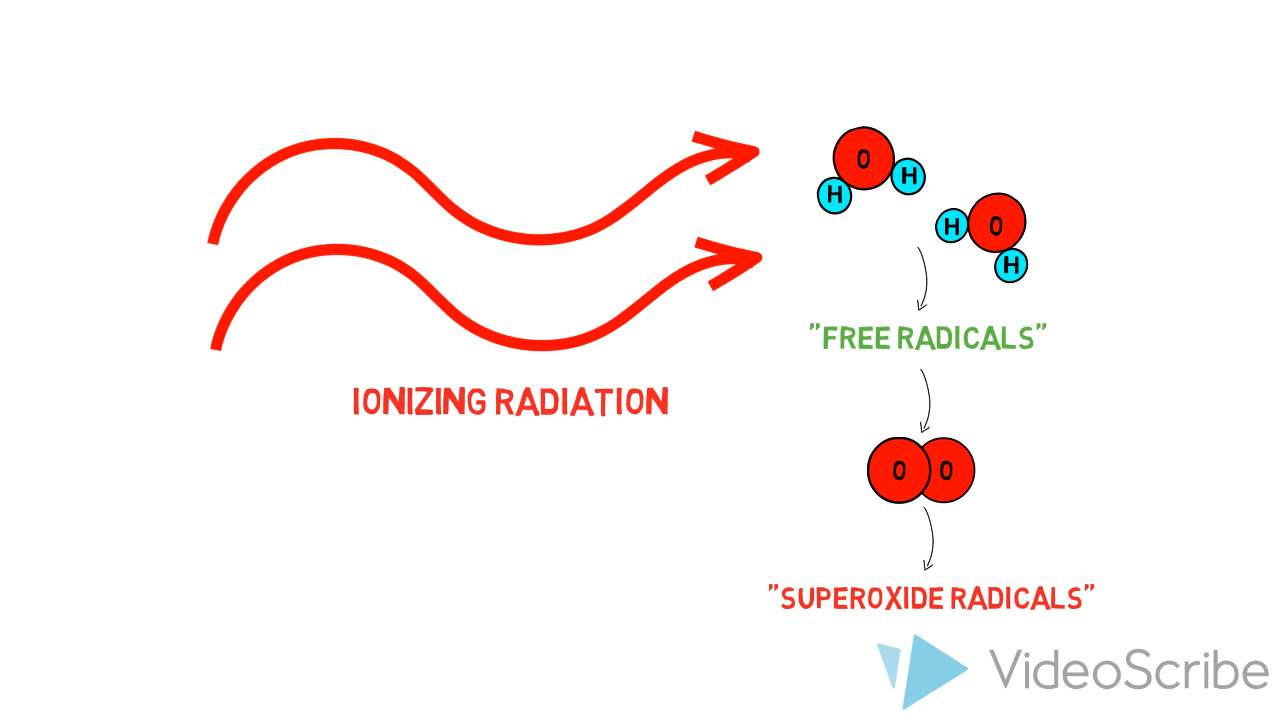 O
H
H
H
O
H
"FREE RADICALS"
IONIZING RADIATION
O O
"SUPEROXIDE RADICALS"
VideoScribe